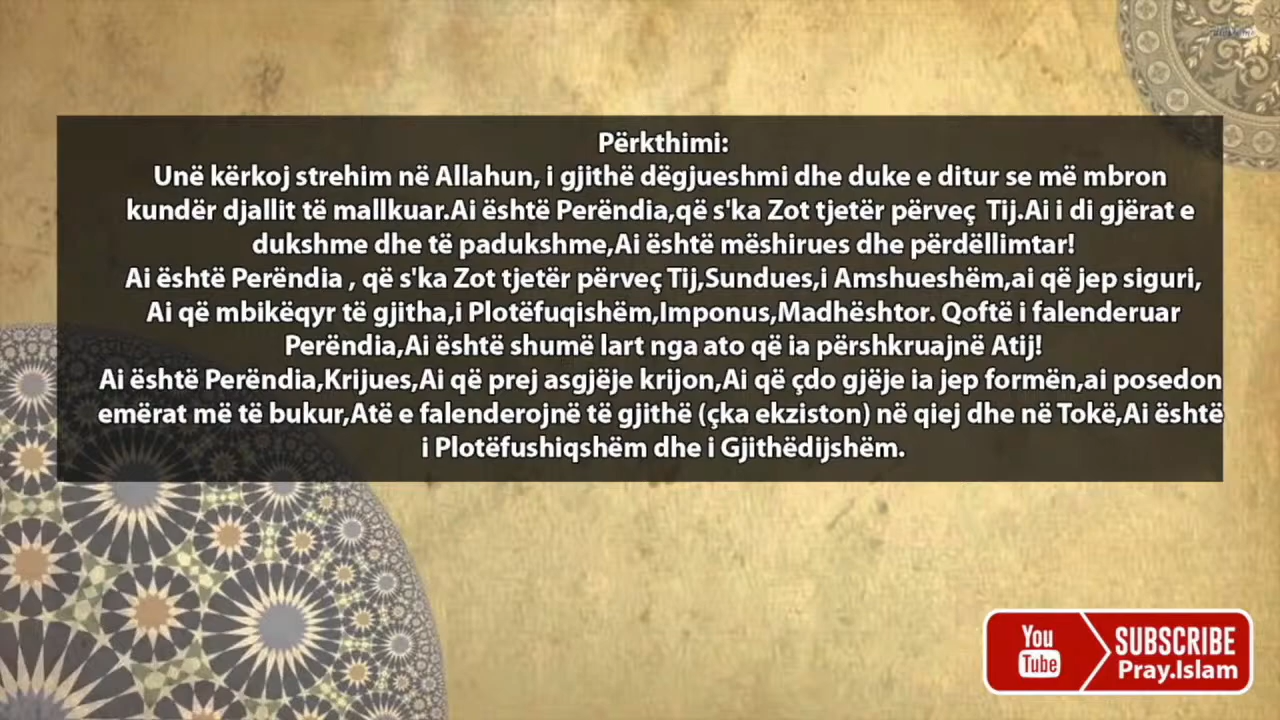 Përkthimi:
Unë kërkoj strehim në Allahun, i gjithë dëgjueshmi dhe duke e ditur se më mbron
kundër djallit të mallkuar.Ai është Perëndia,që s'ka Zot tjetër përveç  Tij.Ai i di gjërat e
dukshme dhe të padukshme,Ai është mëshirues dhe përdëllimtar!
Ai është Perëndia , që s'ka Zot tjetër përveç Tij,Sundues,i Amshueshëm,ai që jep siguri,
Ai që mbikëqyr të gjitha,i Plotëfuqishëm,Imponus,Madhështor. Qoftë i falenderuar
Perëndia,Ai është shumë lart nga ato që ia përshkruajnë Atij!
Ai është Perëndia,Krijues,Ai që prej asgjëje krijon,Ai që çdo gjëje ia jep formën,ai posedon
emërat më të bukur,Atë e falenderojnë të gjithë (çka ekziston) në qiej dhe në Tokë,Ai është
i Plotëfushiqshëm dhe i Gjithëdijshëm.
You
Tube
SUBSCRIBE
Pray.Islam